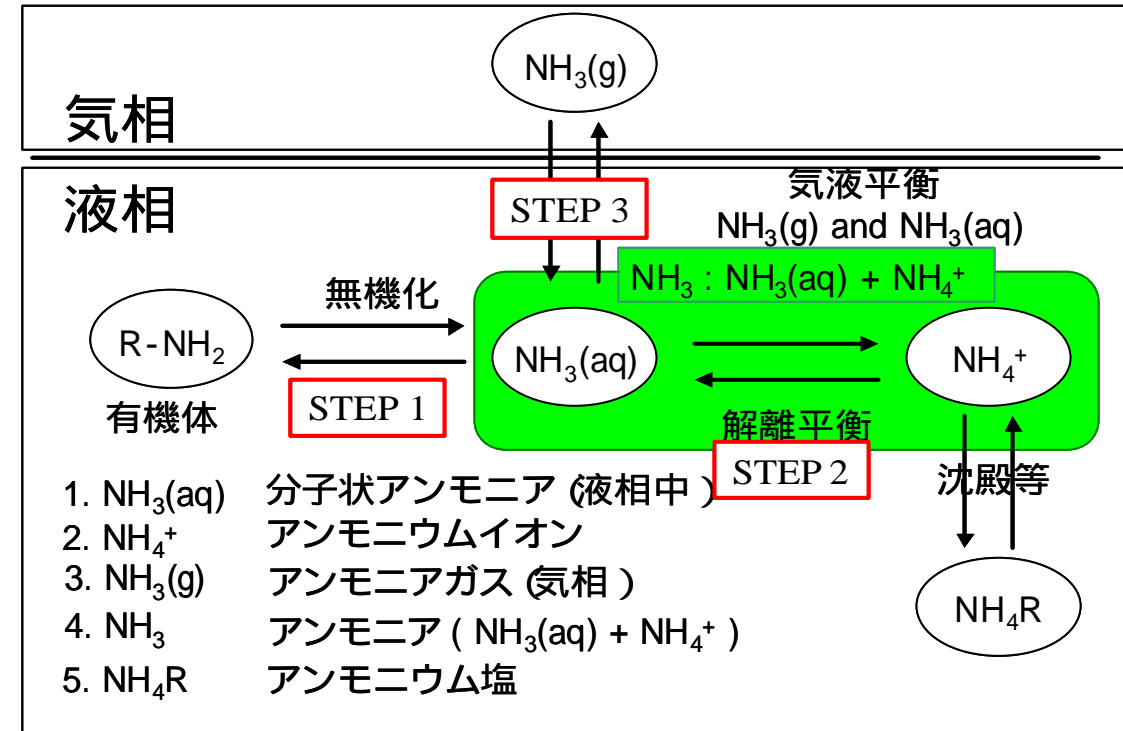 NH₃(g)
気相
液相
STEP 3
気液平衡
NH₃(g) and NH₃(aq)
NH₃ : NH₃(aq) + NH₄⁺
無機化
R-NH₂
NH₃(aq)
NH₄⁺
有機体
STEP 1
解離平衡
STEP 2
沈殿等
NH₄R
1. NH₃(aq) 分子状アンモニア (液相中)
2. NH₄⁺ アンモニウムイオン
3. NH₃(g) アンモニアガス (気相)
4. NH₃ アンモニア ( NH₃(aq) + NH₄⁺ )
5. NH₄R アンモニウム塩